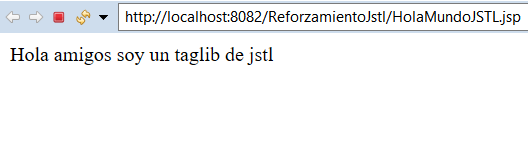 http://localhost:8082/ReforzamientoJstl/HolaMundoJSTL.jsp
Hola amigos soy un taglib de jstl